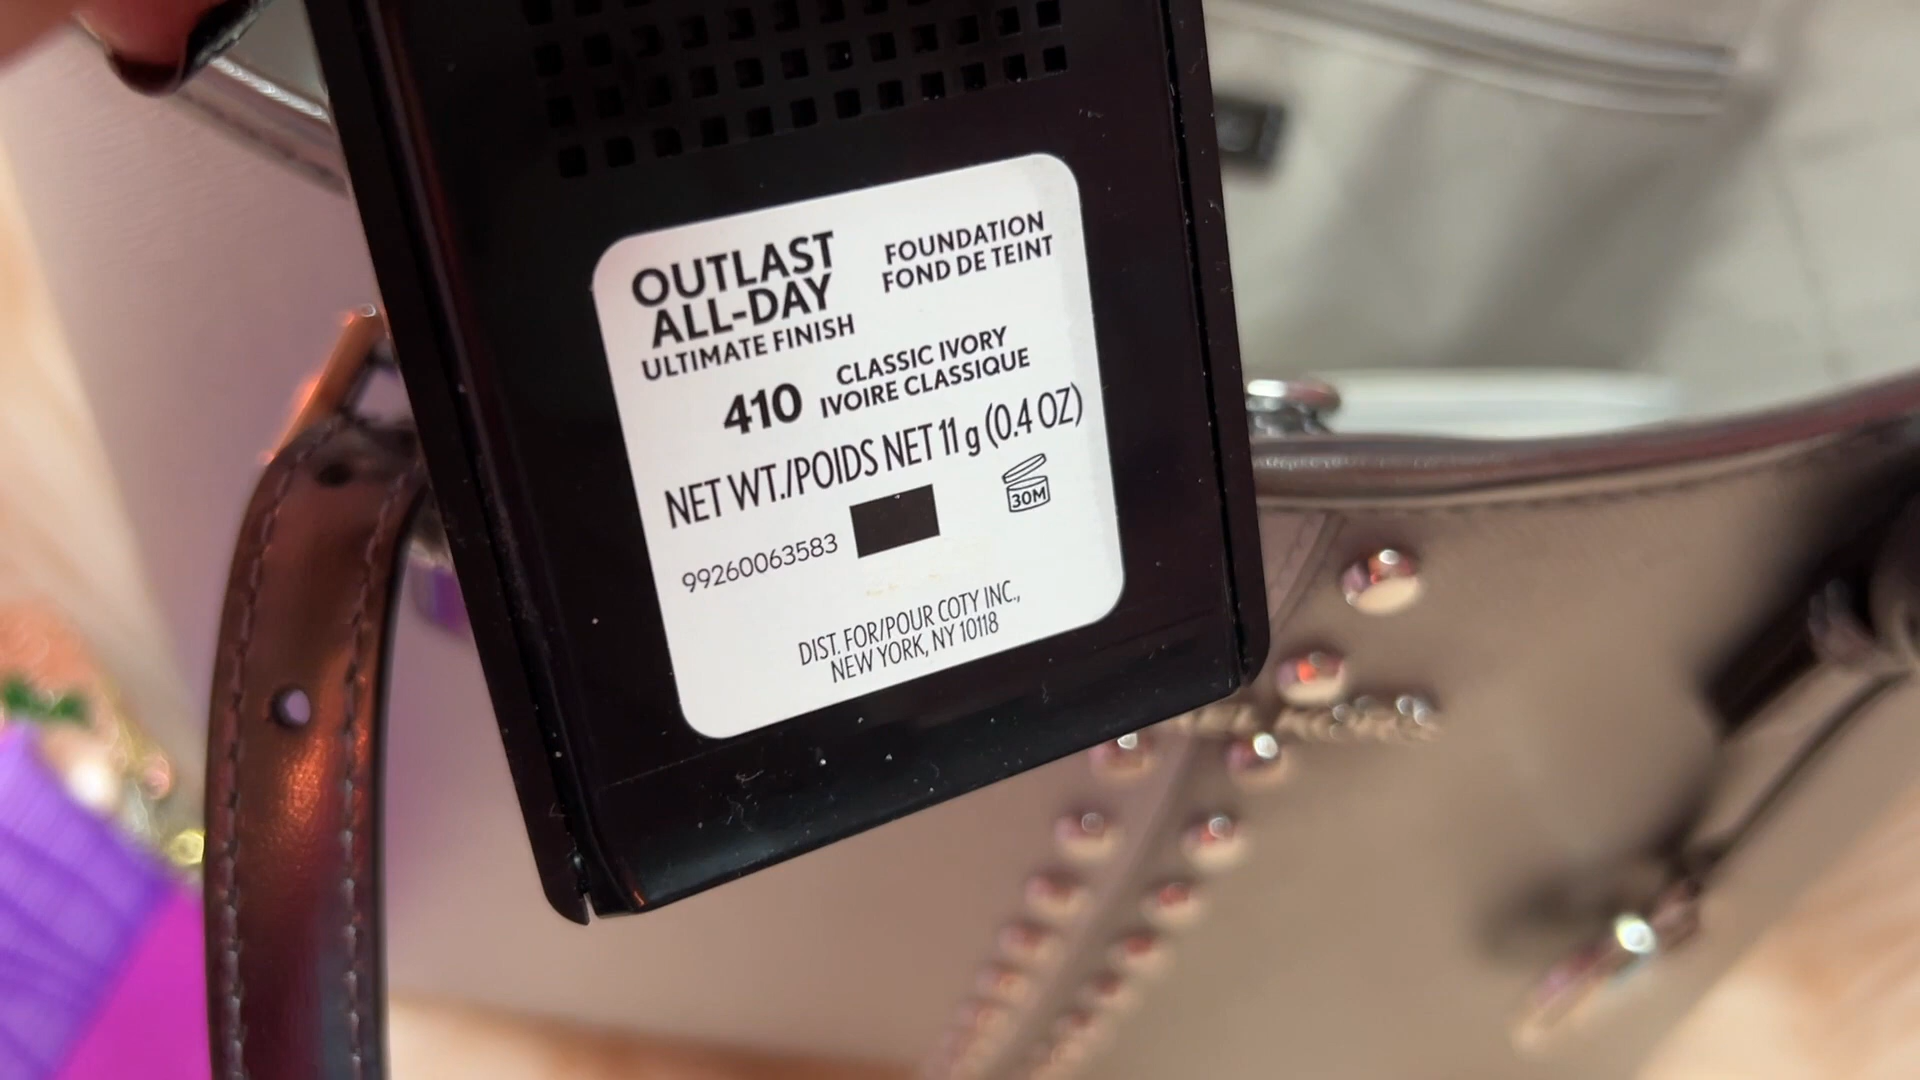 OUTLAST
ALL-DAY
ULTIMATE FINISH
FOUNDATION
FOND DE TEINT
410
CLASSIC IVORY
IVOIRE CLASSIQUE
NET WT./POIDS NET 11 g (0.4 OZ)
30M
99260063583
DIST. FOR/POUR COTY INC.,
NEW YORK, NY 10118
KORS